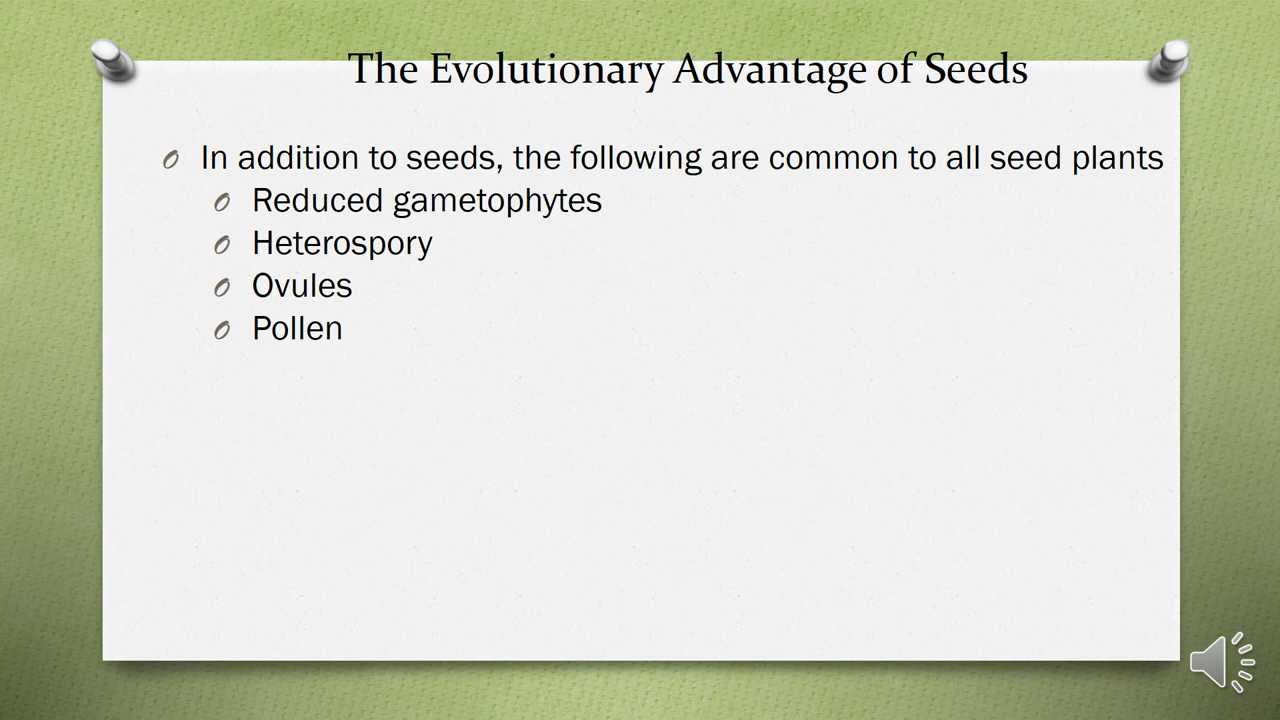 The Evolutionary Advantage of Seeds
In addition to seeds, the following are common to all seed plants
Reduced gametophytes
Heterospory
Ovules
Pollen